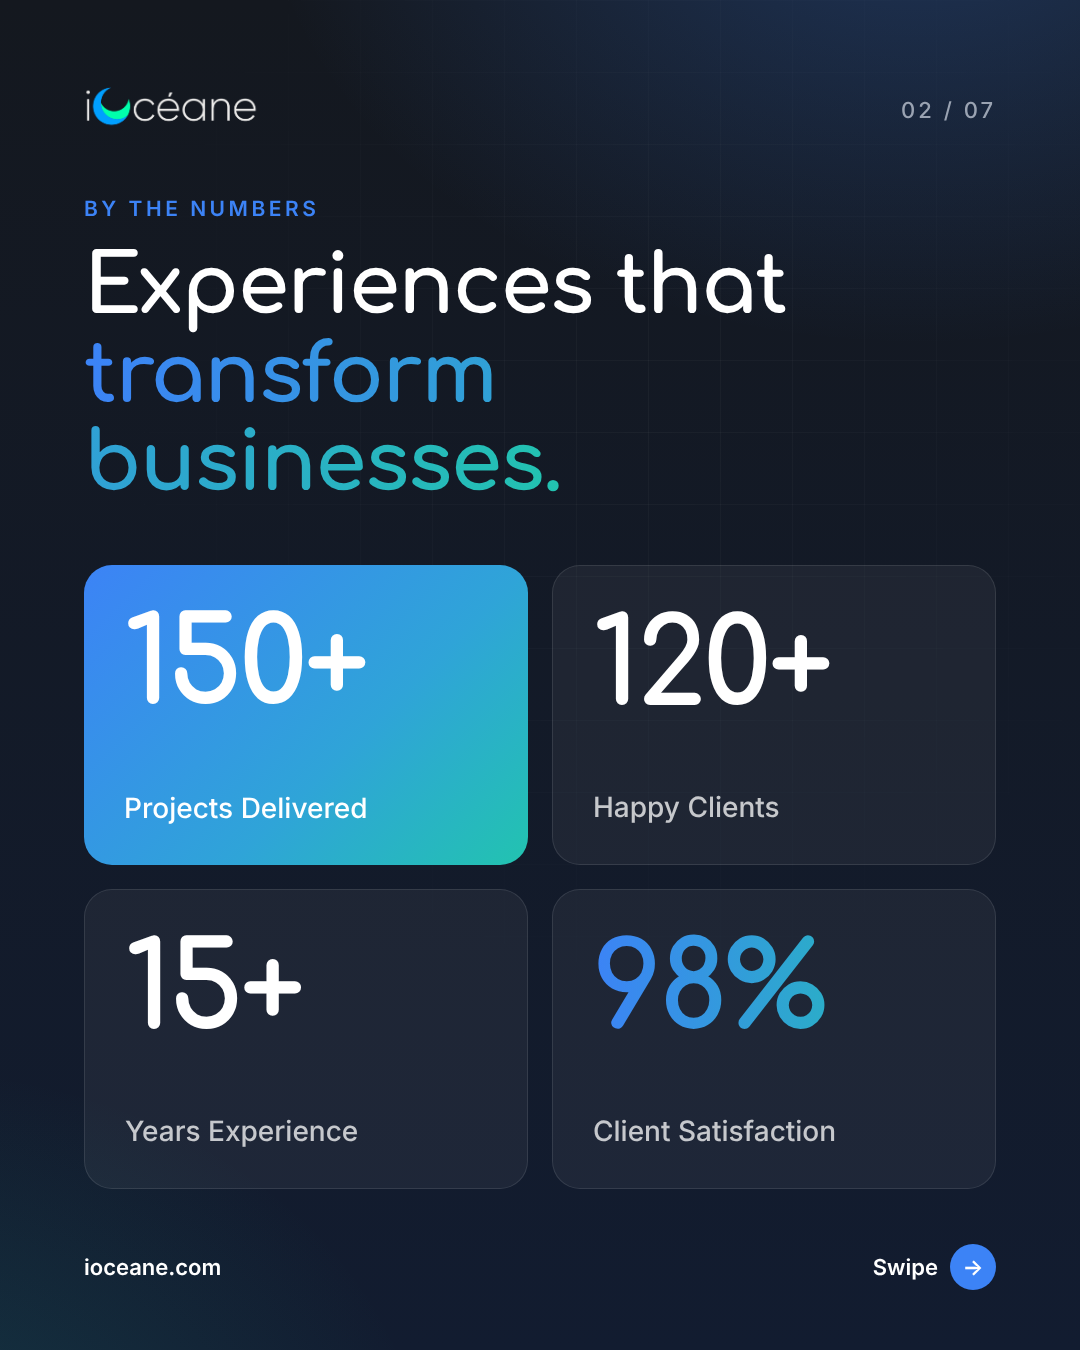 iocéane
02 / 07
BY THE NUMBERS
Experiences that
transform
businesses.
150+
Projects Delivered
120+
Happy Clients
15+
Years Experience
98%
Client Satisfaction
ioceane.com
Swipe →